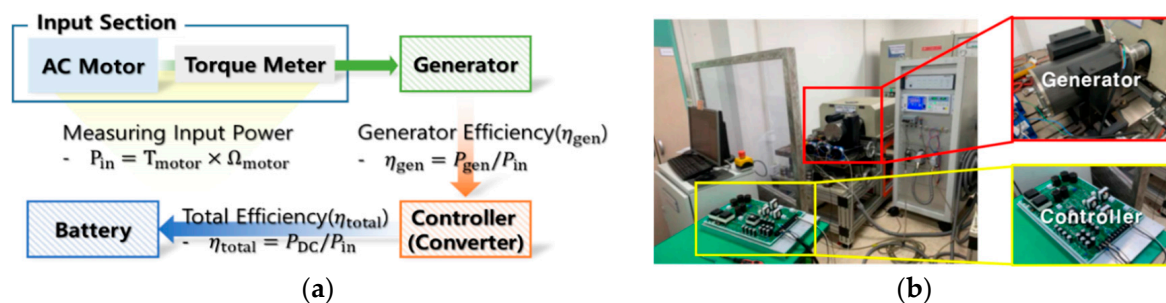 Input Section
AC Motor
Torque Meter
Generator
Measuring Input Power
- P_in = T_motor × Ω_motor
Generator Efficiency(η_gen)
- η_gen = P_gen/P_in
Battery
Total Efficiency(η_total)
- η_total = P_DC/P_in
Controller
(Converter)
(a)
Generator
Controller
(b)